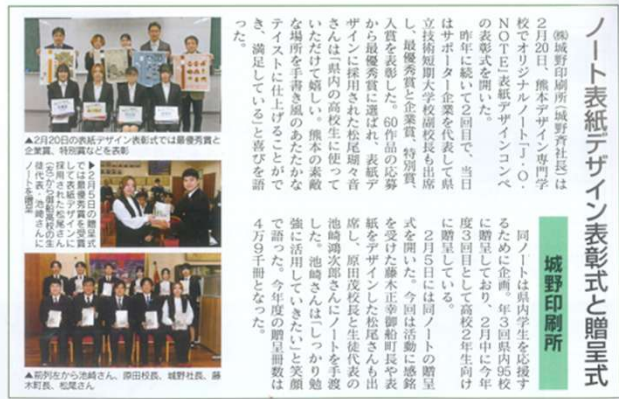 ノート表紙デザイン表彰式と贈呈式
城野印刷所
㈱城野印刷所(城野斉社長)は
2月20日、熊本デザイン専門学
校でオリジナルノート「J・O・
NOTE」表紙デザインコンペ
の表彰式を開いた。
昨年に続いて2回目で、当日
はサポーター企業を代表して県
立技術短期大学校副校長も出席
し、最優秀賞と企業賞、特別賞、
入賞を表彰した。60作品の応募
から最優秀賞に選ばれ、表紙デ
ザインに採用された松尾瑚々音
さんは「県内の高校生に使って
いただけて嬉しい。熊本の素敵
な場所を手書き風のあたたかな
テイストに仕上げることがで
き、満足している」と喜びを語
った。
同ノートは県内学生を応援す
るために企画。年3回県内95校
に贈呈しており、2月中に今年
度3回目として高校2年生向け
に贈呈している。
2月5日には同ノートの贈呈
式を開いた。今回は活動に感銘
を受けた藤木正幸御船町長や表
紙をデザインした松尾さんも出
席し、原田茂校長と生徒代表の
池﨑鴻次郎さんにノートを手渡
した。池﨑さんは「しっかり勉
強に活用していきたい」と笑顔
で語った。今年度の贈呈冊数は
4万9千冊となった。
▲2月20日の表紙デザイン表彰式では最優秀賞と
企業賞、特別賞などを表彰
▶2月5日の贈呈式
では最優秀賞を受賞
して表紙デザインに
採用された松尾さん
(左)から御船高校の生
徒代表・池﨑さんに
ノートを贈呈
▲前列左から池﨑さん、原田校長、城野社長、藤
木町長、松尾さん